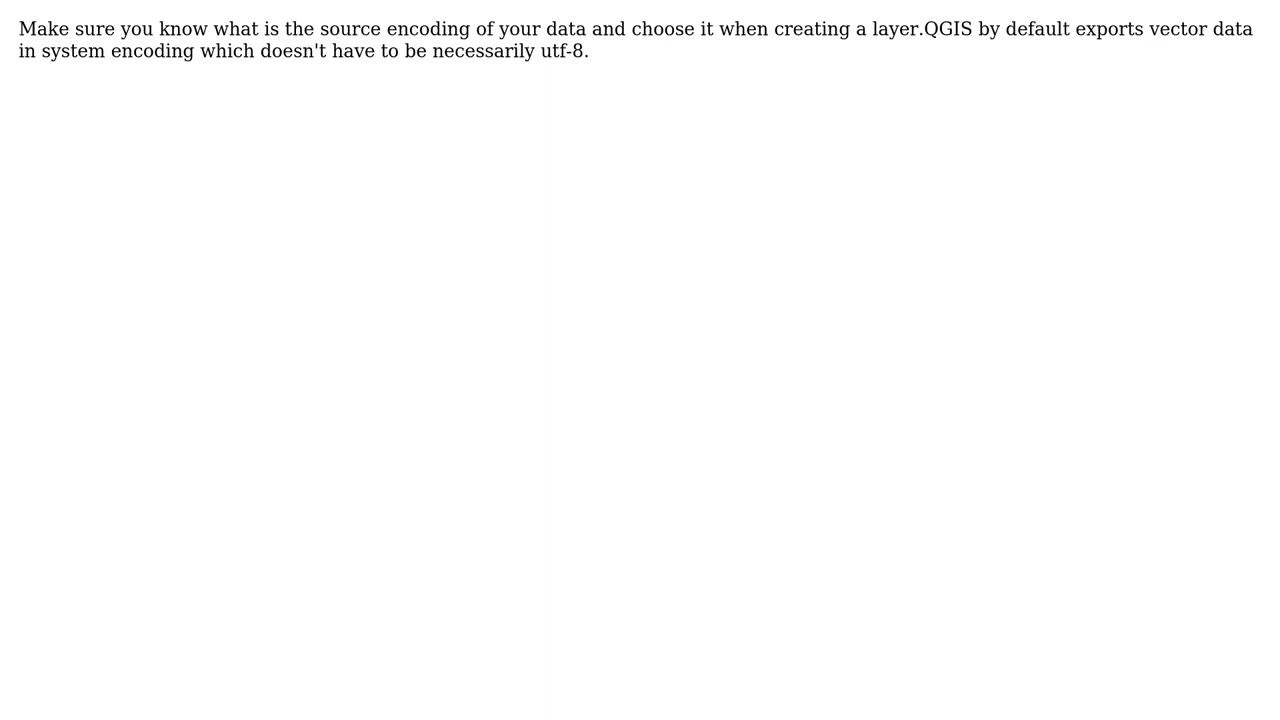 Make sure you know what is the source encoding of your data and choose it when creating a layer.QGIS by default exports vector data
in system encoding which doesn't have to be necessarily utf-8.